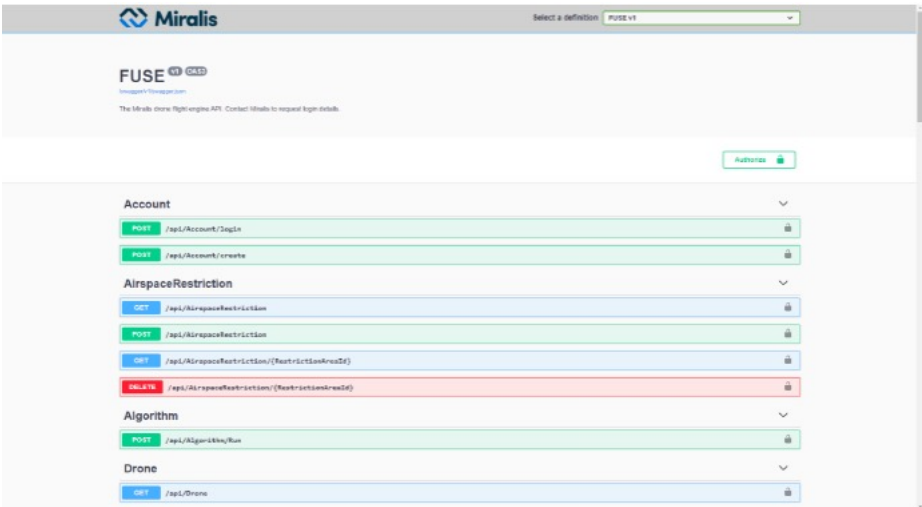 Miralis
Select a definition FUSE v1
FUSE v1 OAS3
The Miralis drone flight engine API. Contact Miralis to request login details.
Authorize
Account
POST /api/Account/login
POST /api/Account/create
AirspaceRestriction
GET /api/AirspaceRestriction
POST /api/AirspaceRestriction
GET /api/AirspaceRestriction/{RestrictionAreaId}
DELETE /api/AirspaceRestriction/{RestrictionAreaId}
Algorithm
POST /api/Algorithm/Run
Drone
GET /api/Drone